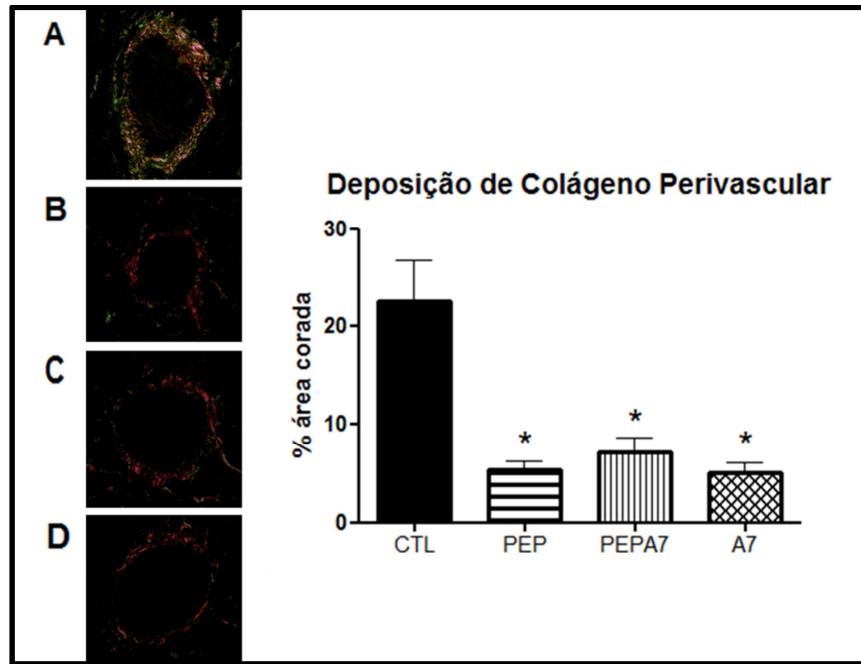 A
B
C
D
Deposição de Colágeno Perivascular
% área corada
30
20
10
0
*
*
*
CTL
PEP
PEPA7
A7